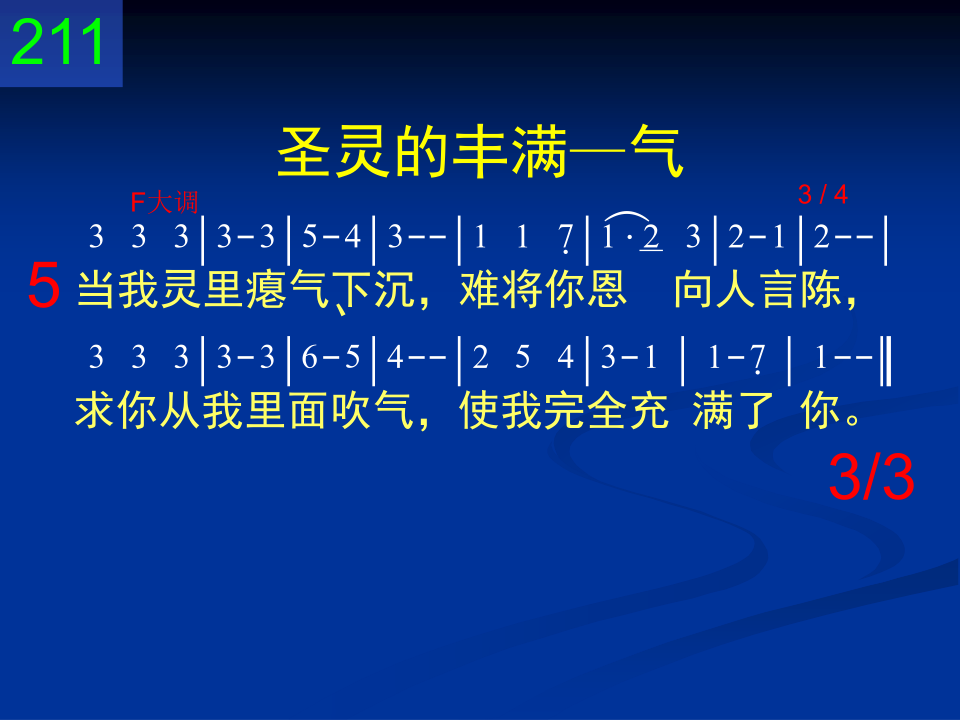 211
圣灵的丰满—气
F大调 3 / 4
3 3 3|3-3|5-4|3--|1 1 7̣|1·2 3|2-1|2--|
5 当我灵里瘪气、下沉，难将你恩 向人言陈，
3 3 3|3-3|6-5|4--|2 5 4|3-1|1-7̣|1--‖
求你从我里面吹气，使我完全充 满了 你。
3/3